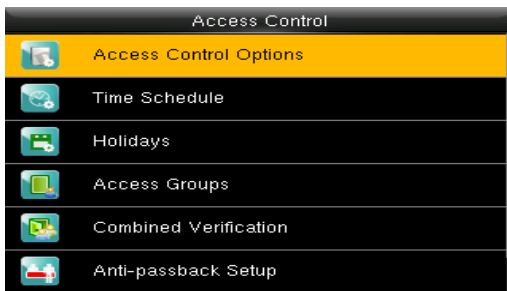 Access Control
Access Control Options
Time Schedule
Holidays
Access Groups
Combined Verification
Anti-passback Setup